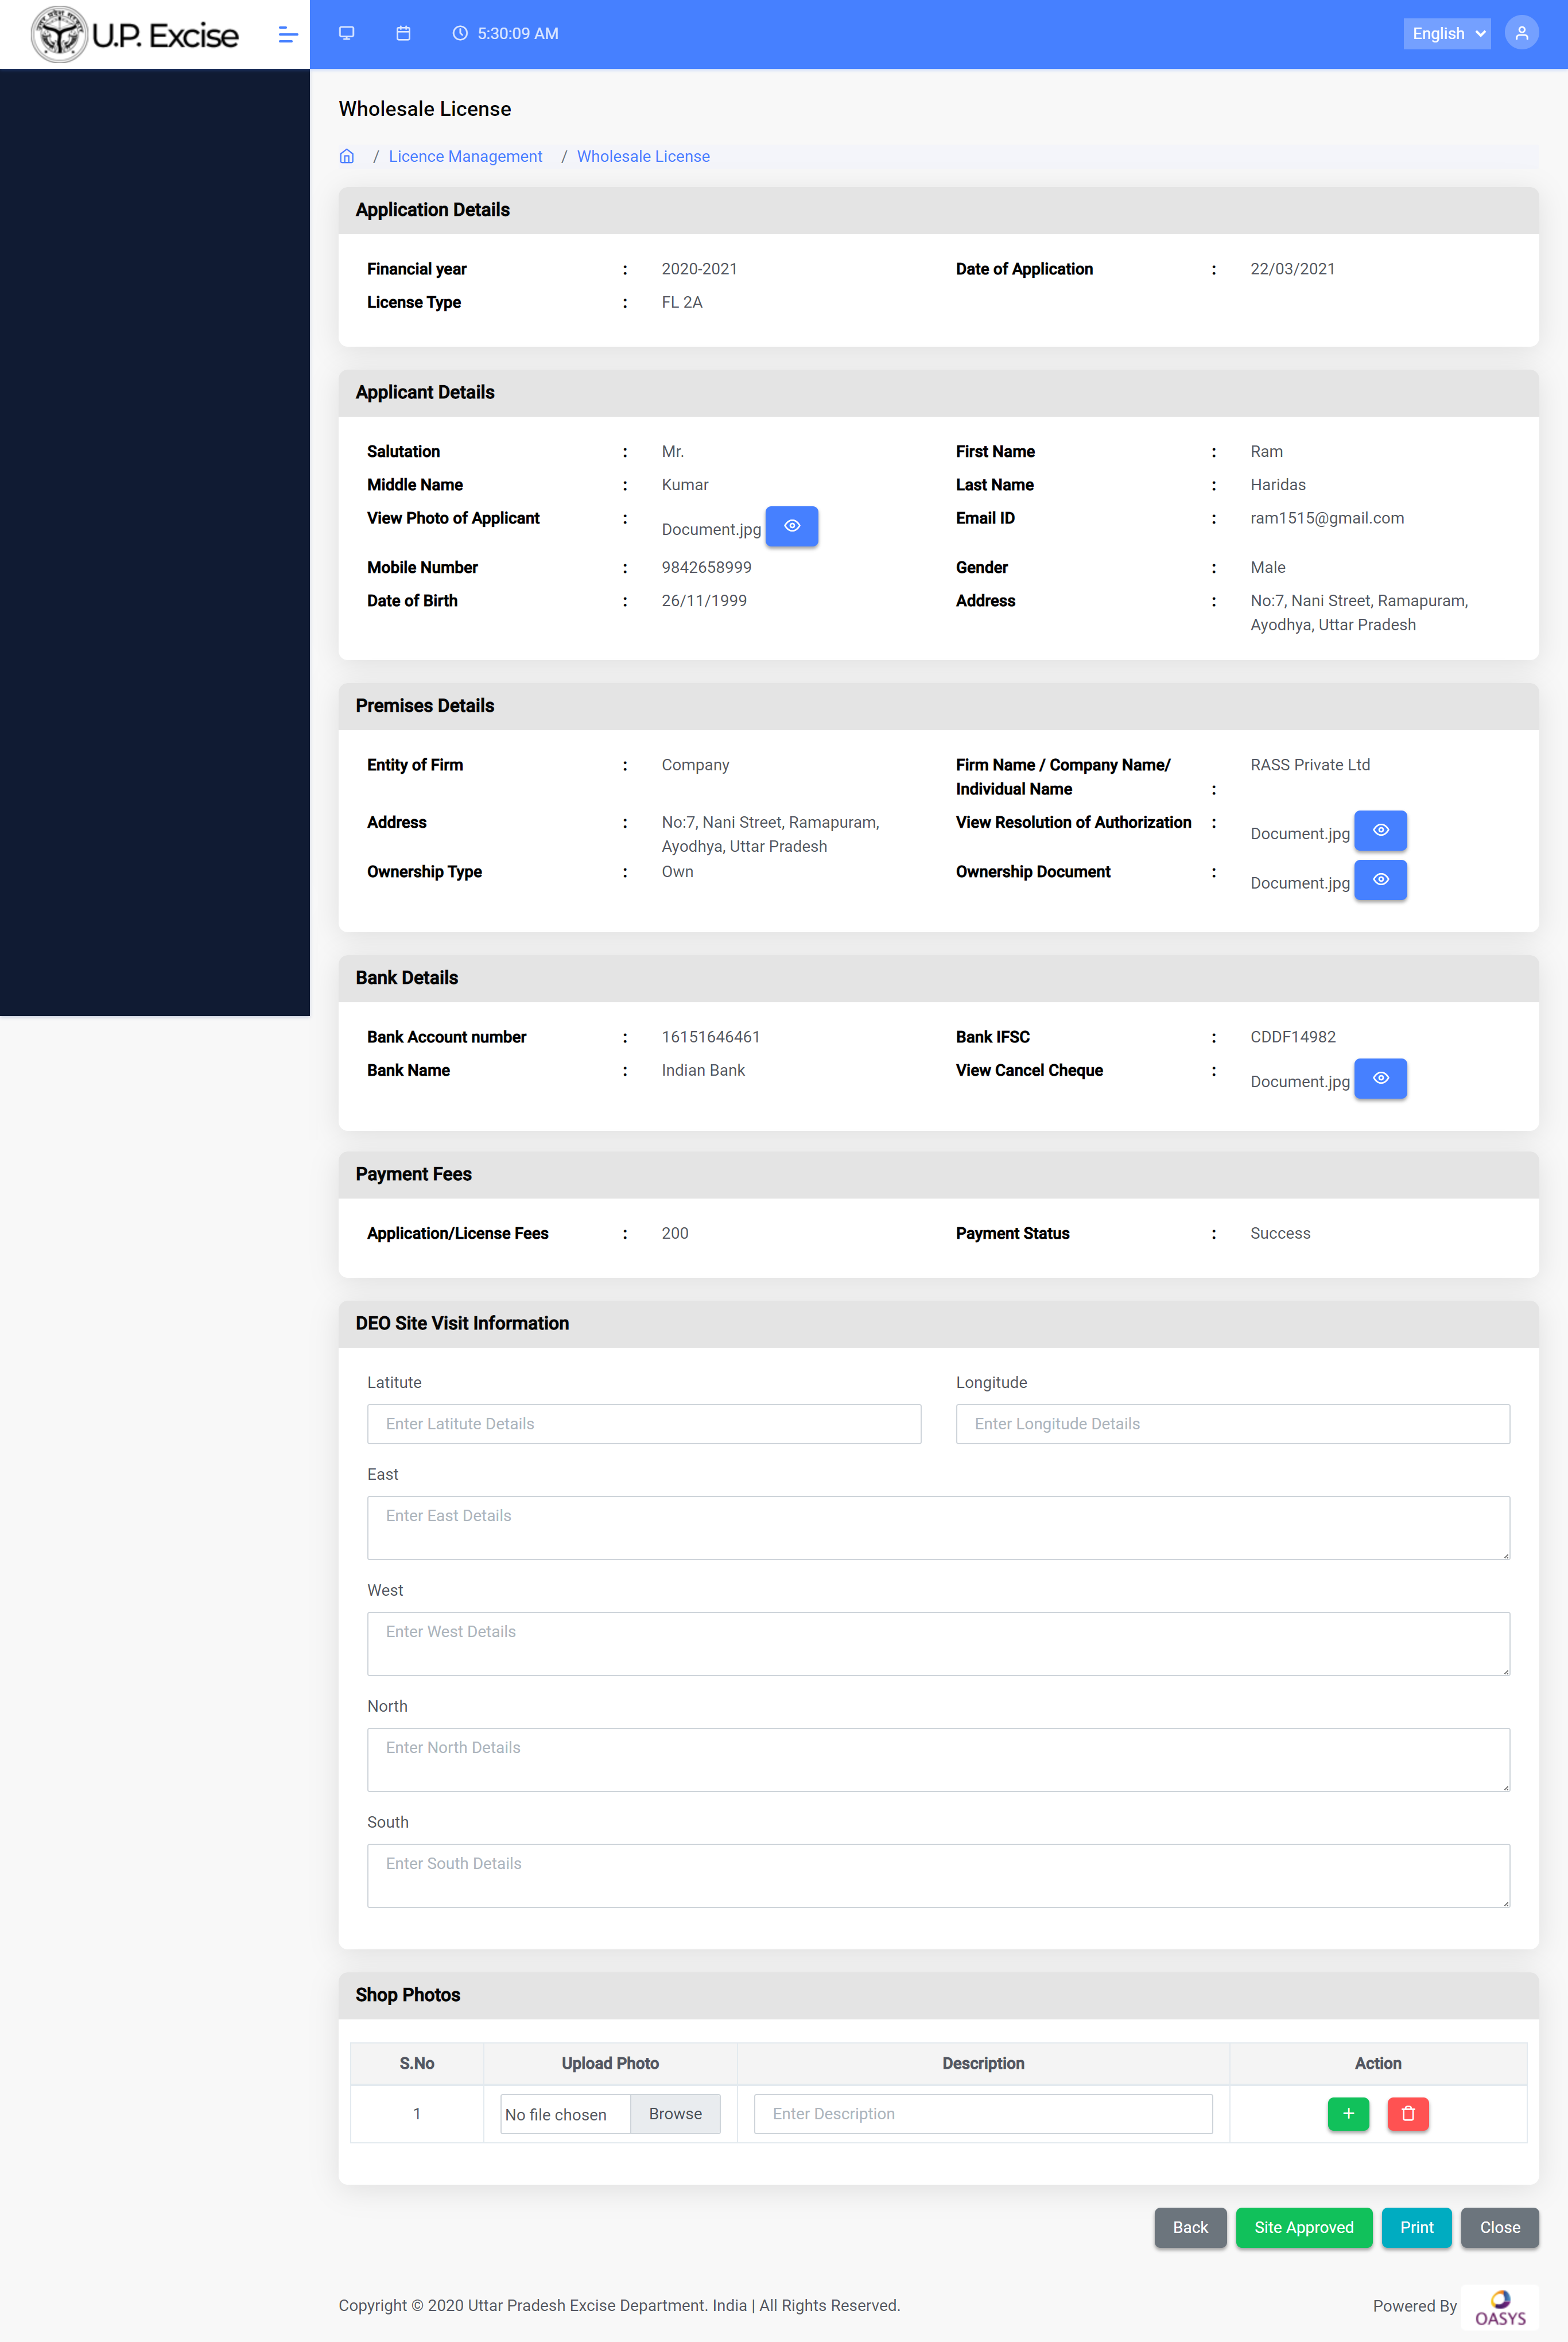 U.P. Excise
5:30:09 AM
English
Wholesale License
/ Licence Management / Wholesale License
Application Details
Financial year : 2020-2021
Date of Application : 22/03/2021
License Type : FL 2A
Applicant Details
Salutation : Mr.
First Name : Ram
Middle Name : Kumar
Last Name : Haridas
View Photo of Applicant : Document.jpg
Email ID : ram1515@gmail.com
Mobile Number : 9842658999
Gender : Male
Date of Birth : 26/11/1999
Address : No:7, Nani Street, Ramapuram,
Ayodhya, Uttar Pradesh
Premises Details
Entity of Firm : Company
Firm Name / Company Name/ RASS Private Ltd
Individual Name :
Address : No:7, Nani Street, Ramapuram,
Ayodhya, Uttar Pradesh
View Resolution of Authorization : Document.jpg
Ownership Type : Own
Ownership Document : Document.jpg
Bank Details
Bank Account number : 16151646461
Bank IFSC : CDDF14982
Bank Name : Indian Bank
View Cancel Cheque : Document.jpg
Payment Fees
Application/License Fees : 200
Payment Status : Success
DEO Site Visit Information
Latitute
Enter Latitute Details
Longitude
Enter Longitude Details
East
Enter East Details
West
Enter West Details
North
Enter North Details
South
Enter South Details
Shop Photos
S.No Upload Photo Description Action
1 No file chosen Browse Enter Description
Back Site Approved Print Close
Copyright © 2020 Uttar Pradesh Excise Department. India | All Rights Reserved.
Powered By OASYS